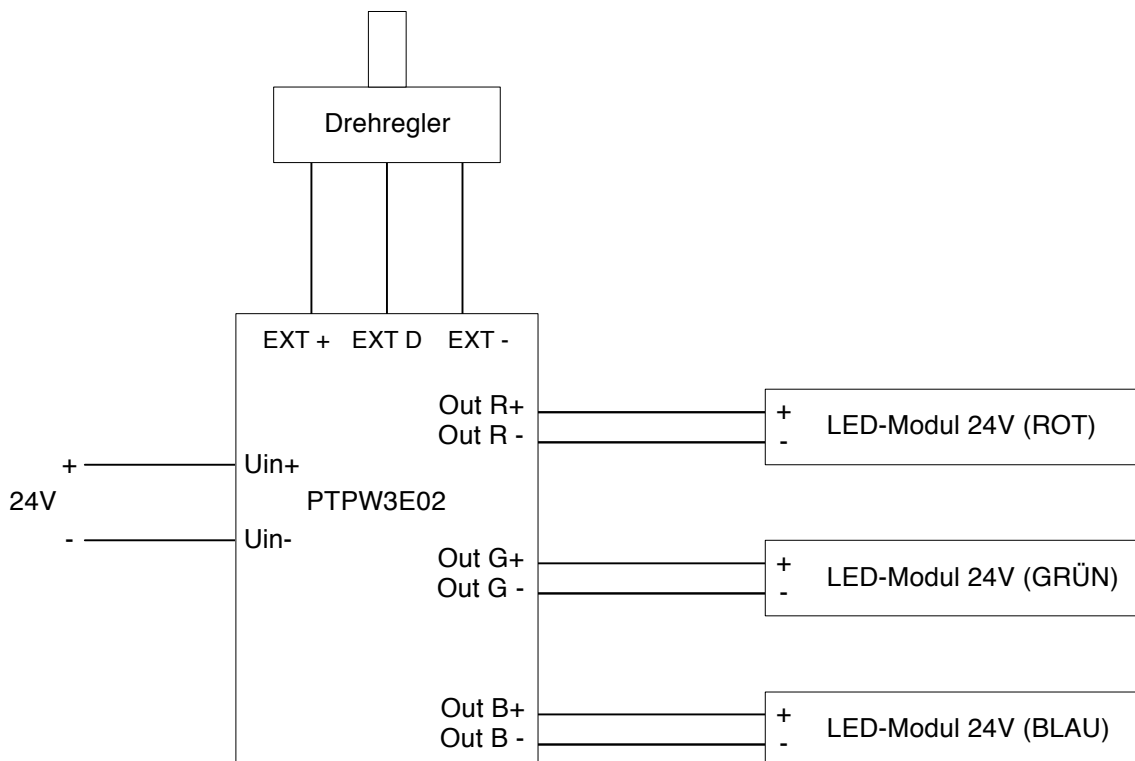 Drehregler
EXT + EXT D EXT -
Out R+
Out R -
+
-
LED-Modul 24V (ROT)
+
24V
-
Uin+
Uin-
PTPW3E02
Out G+
Out G -
+
-
LED-Modul 24V (GRÜN)
Out B+
Out B -
+
-
LED-Modul 24V (BLAU)